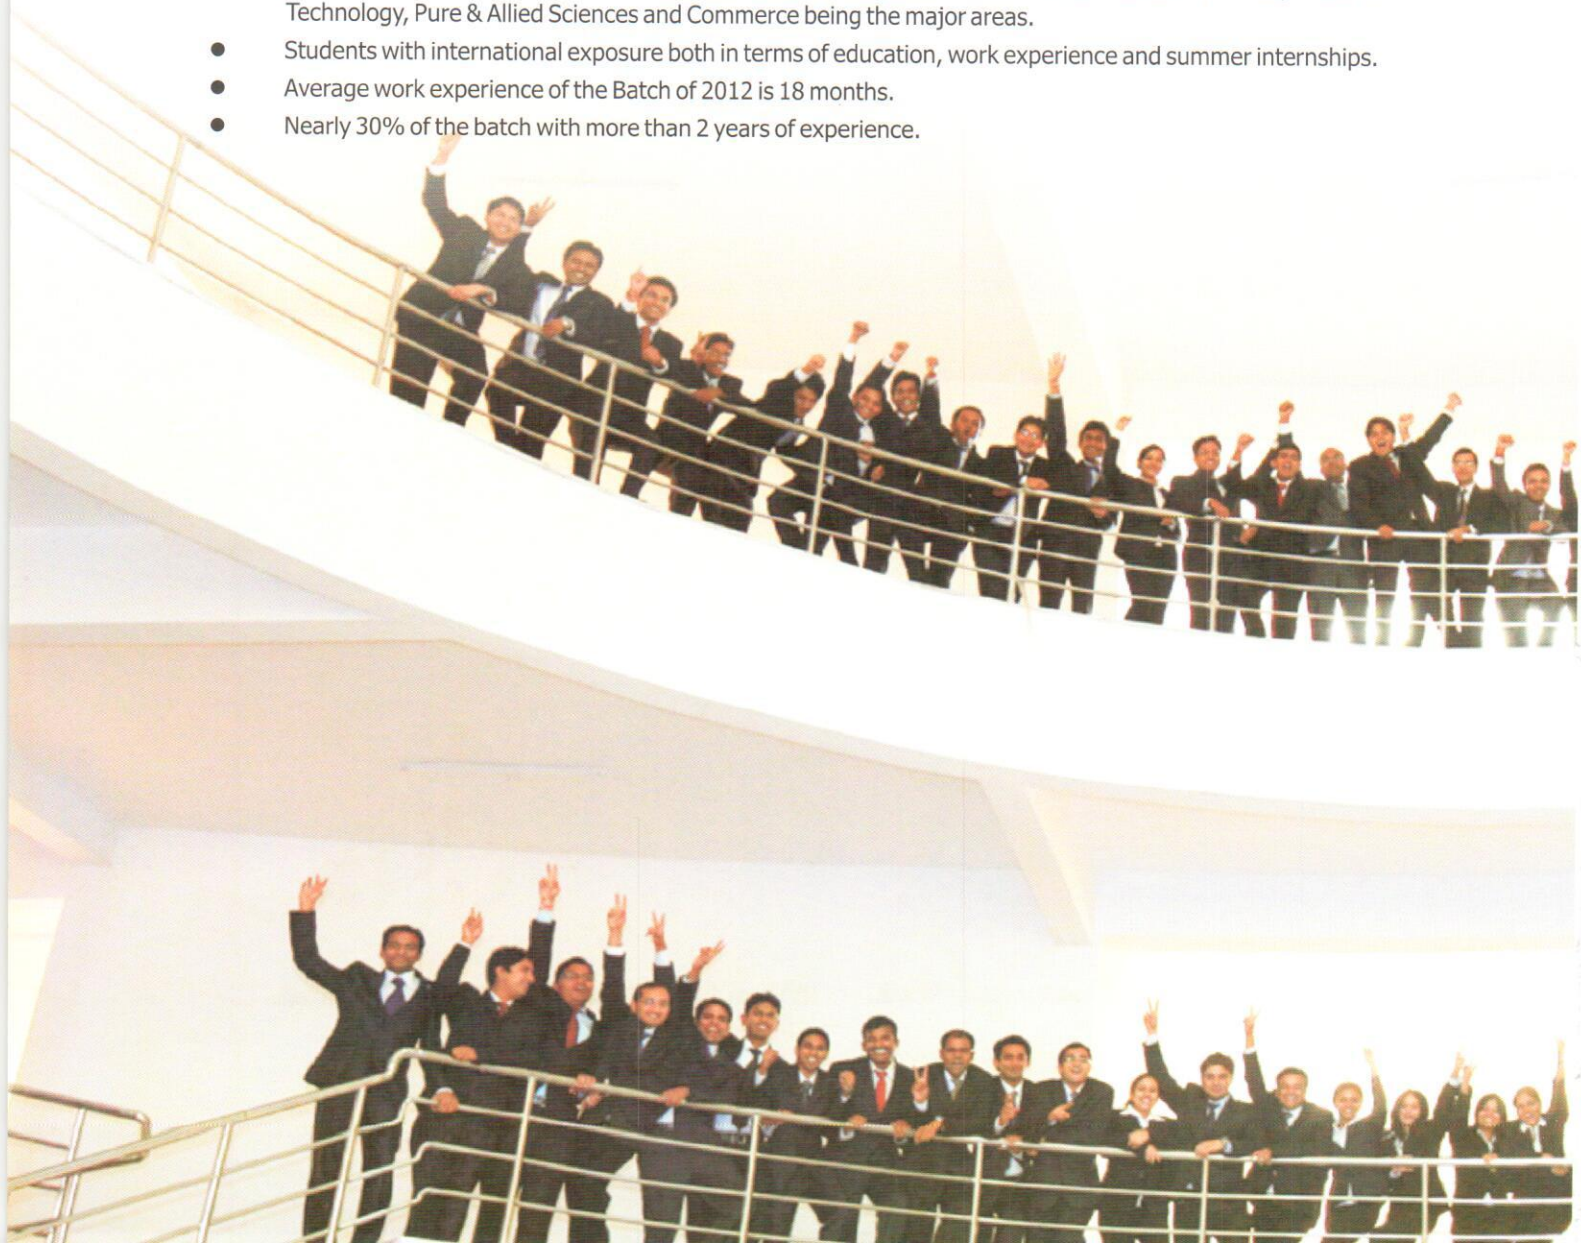 Technology, Pure & Allied Sciences and Commerce being the major areas.
● Students with international exposure both in terms of education, work experience and summer internships.
● Average work experience of the Batch of 2012 is 18 months.
● Nearly 30% of the batch with more than 2 years of experience.